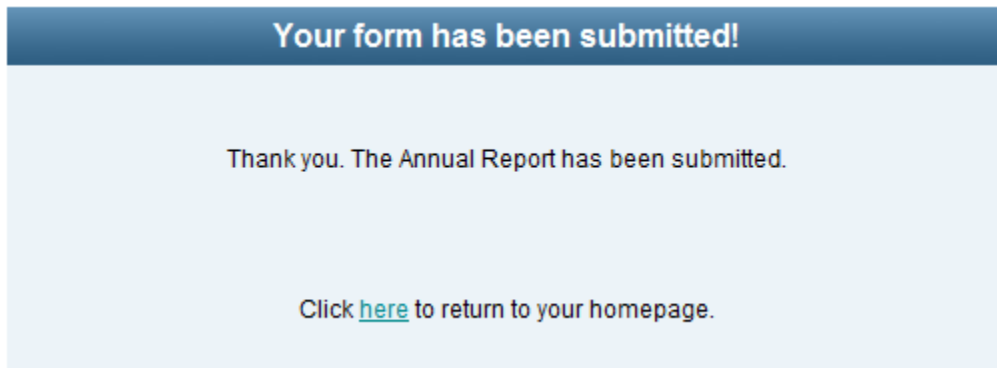 Your form has been submitted!
Thank you. The Annual Report has been submitted.
Click here to return to your homepage.